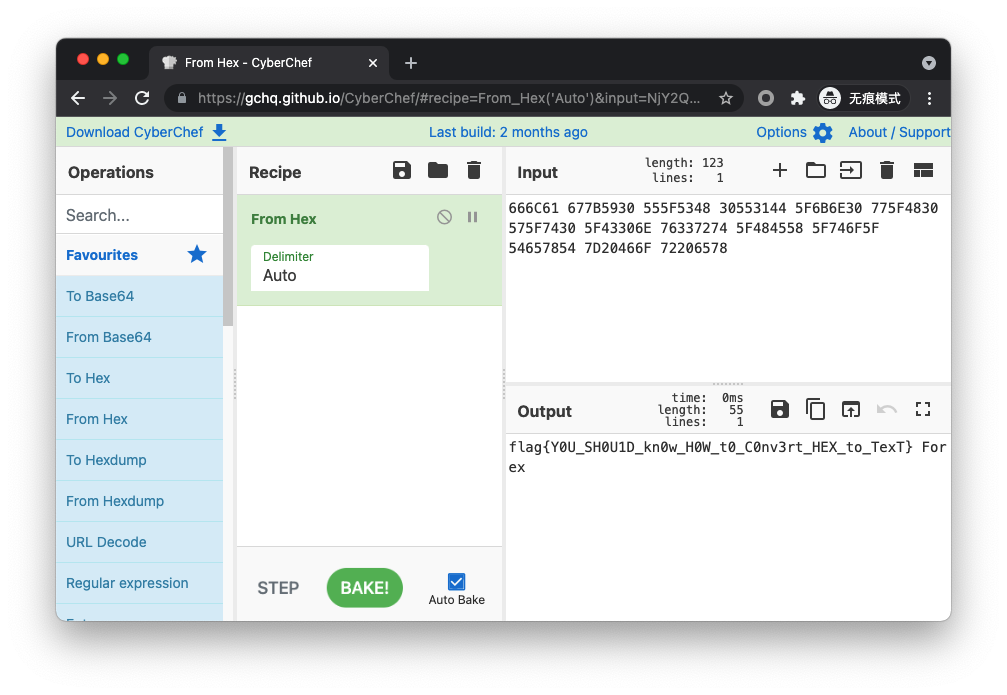 From Hex - CyberChef
https://gchq.github.io/CyberChef/#recipe=From_Hex('Auto')&input=NjY2Q...
无痕模式
Download CyberChef
Last build: 2 months ago
Options
About / Support
Operations
Search...
Favourites
To Base64
From Base64
To Hex
From Hex
To Hexdump
From Hexdump
URL Decode
Regular expression
Recipe
From Hex
Delimiter
Auto
STEP
BAKE!
Auto Bake
Input
length: 123
lines: 1
666C61 677B5930 555F5348 30553144 5F6B6E30 775F4830
575F7430 5F43306E 76337274 5F484558 5F746F5F
54657854 7D20466F 72206578
Output
time: 0ms
length: 55
lines: 1
flag{Y0U_SH0U1D_kn0w_H0W_t0_C0nv3rt_HEX_to_TexT} For
ex